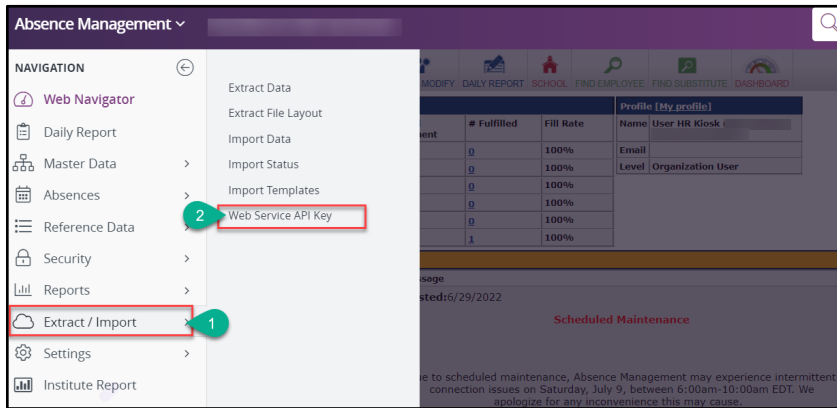 Absence Management
NAVIGATION
Web Navigator
Daily Report
Master Data
Absences
Reference Data
Security
Reports
Extract / Import
Settings
Institute Report
1
Extract Data
Extract File Layout
Import Data
Import Status
Import Templates
2
Web Service API Key
MODIFY DAILY REPORT SCHOOL FIND EMPLOYEE FIND SUBSTITUTE DASHBOARD
# Fulfilled Fill Rate
0 100%
0 100%
0 100%
0 100%
0 100%
1 100%
Profile [My profile]
Name User HR Kiosk
Email
Level Organization User
ssage
sted:6/29/2022
Scheduled Maintenance
e to scheduled maintenance, Absence Management may experience intermittent
connection issues on Saturday, July 9, between 6:00am-10:00am EDT. We
apologize for any inconvenience this may cause.